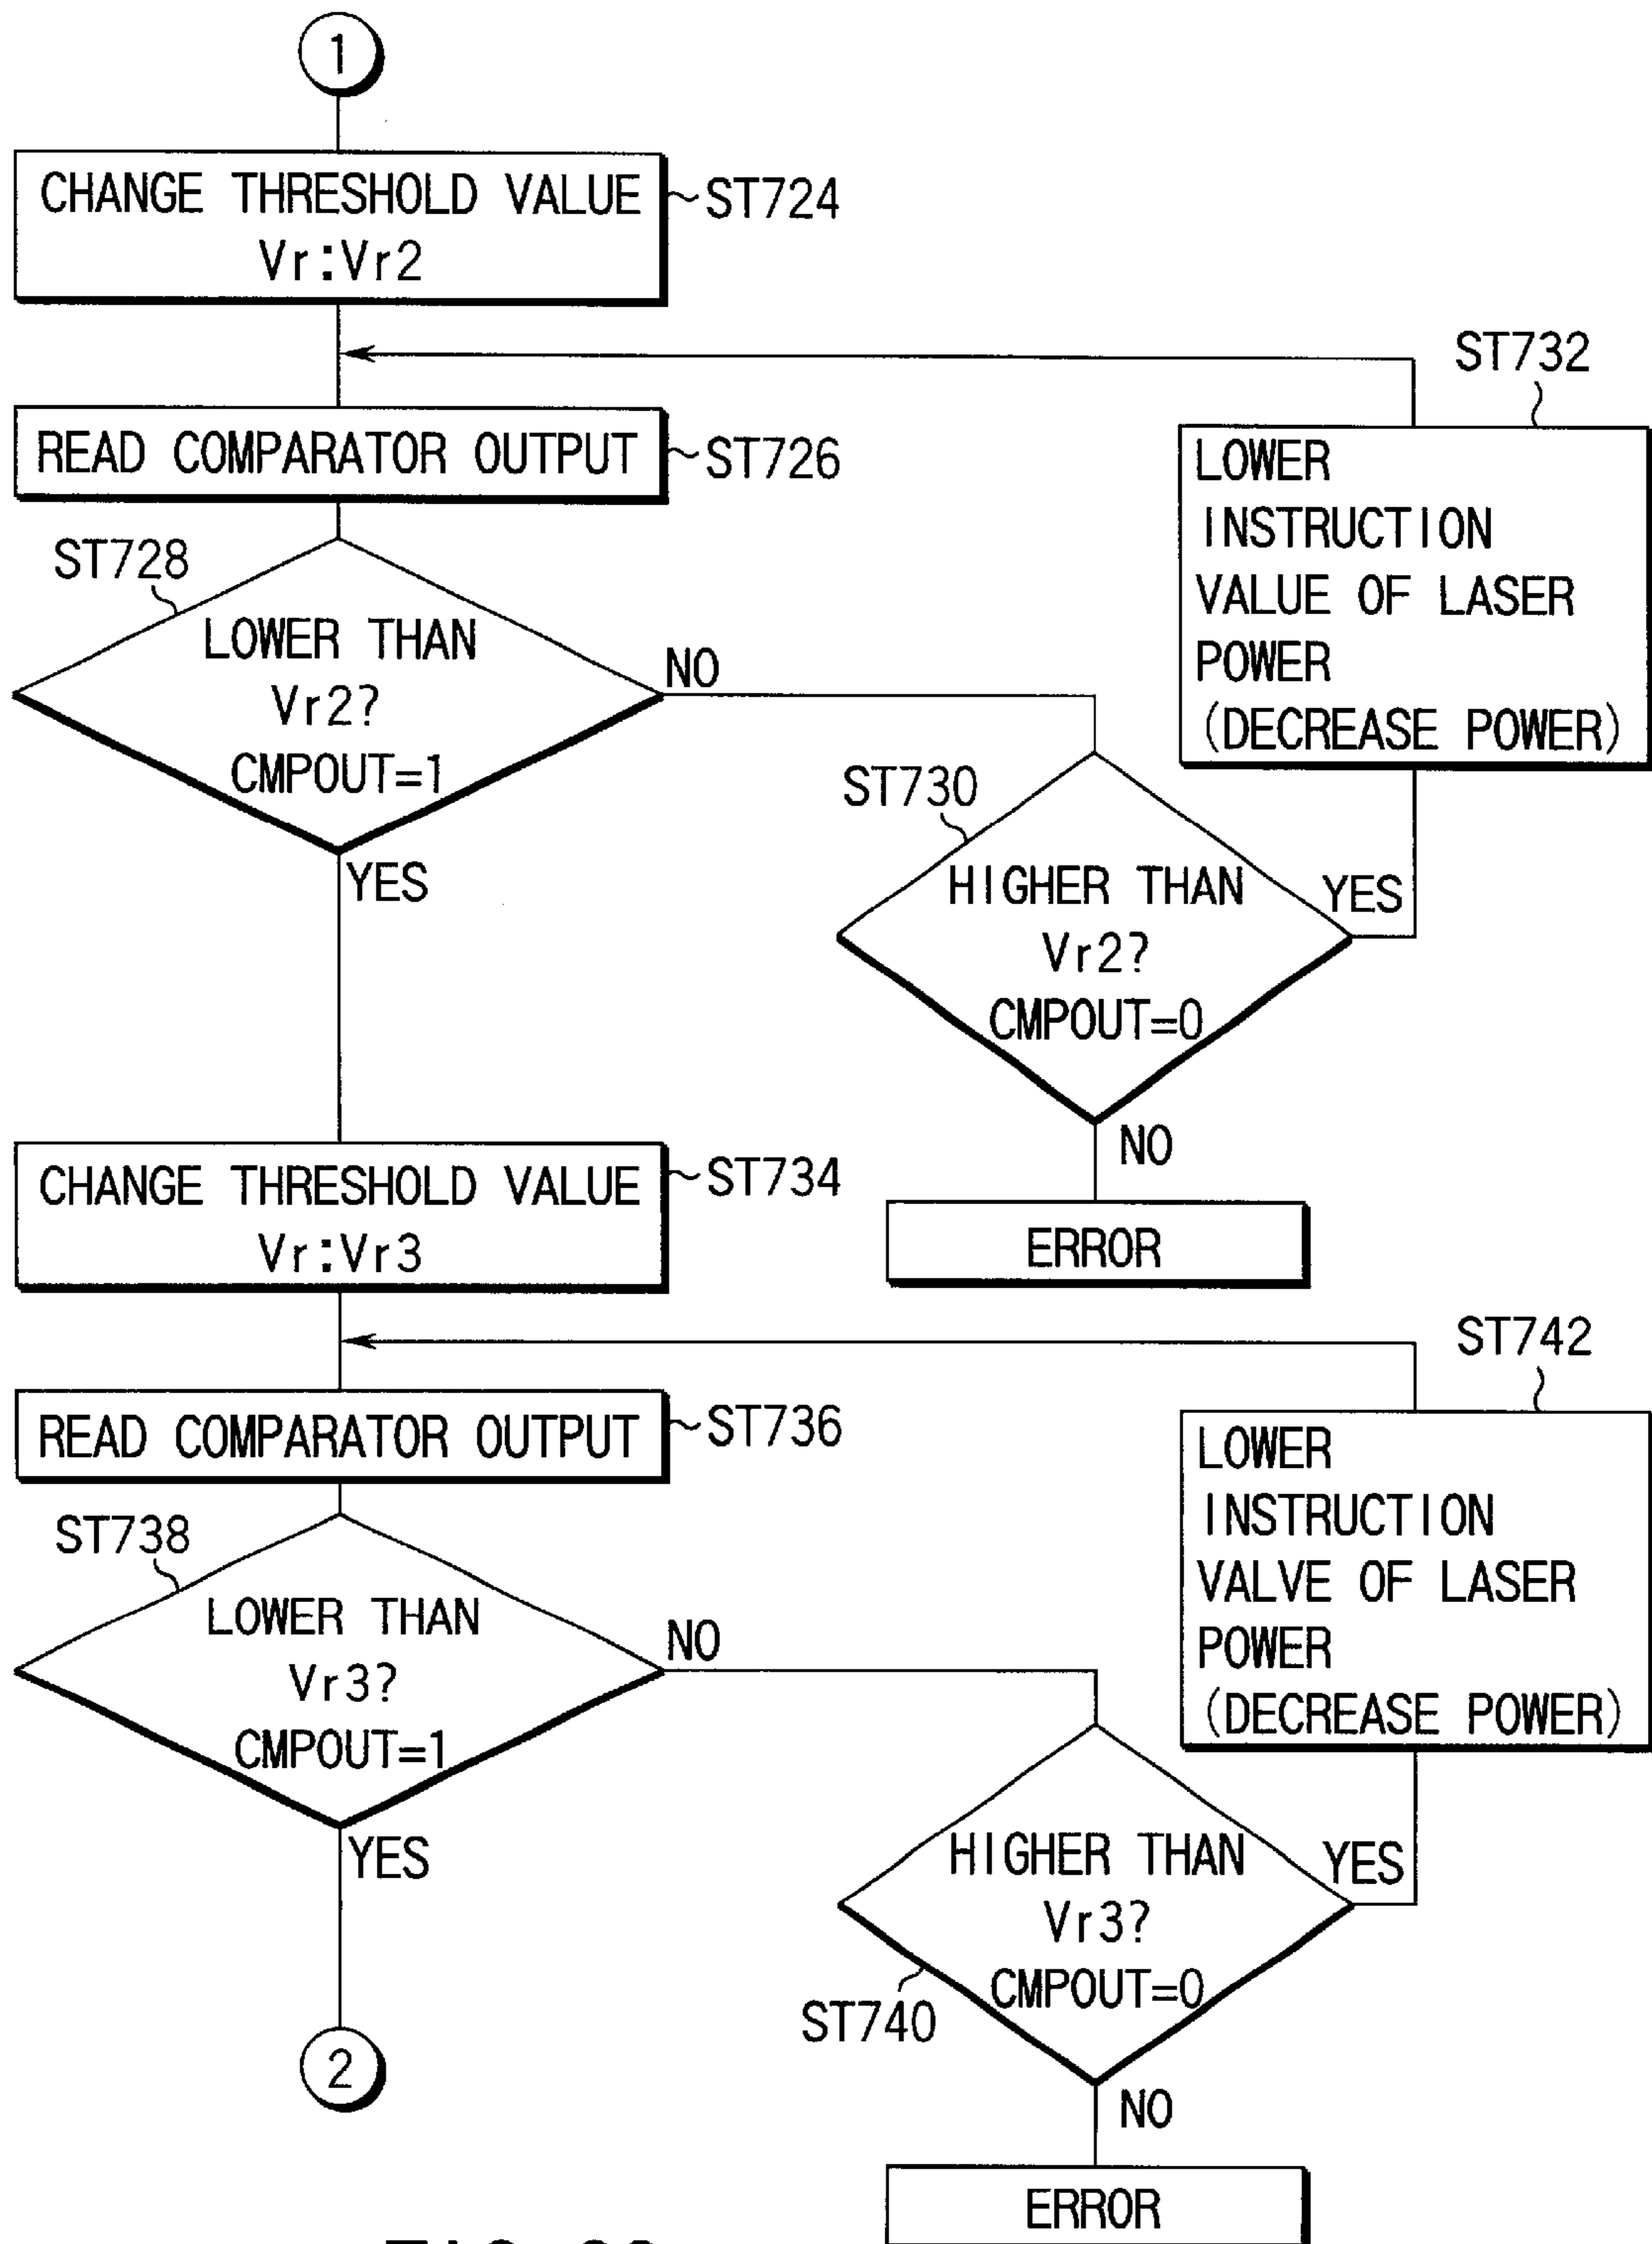 1
CHANGE THRESHOLD VALUE
Vr:Vr2
ST724
READ COMPARATOR OUTPUT
ST726
ST732
LOWER
INSTRUCTION
VALUE OF LASER
POWER
(DECREASE POWER)
ST728
LOWER THAN
Vr2?
CMPOUT=1
NO
YES
ST730
HIGHER THAN
Vr2?
CMPOUT=0
YES
NO
ERROR
CHANGE THRESHOLD VALUE
Vr:Vr3
ST734
READ COMPARATOR OUTPUT
ST736
ST742
LOWER
INSTRUCTION
VALVE OF LASER
POWER
(DECREASE POWER)
ST738
LOWER THAN
Vr3?
CMPOUT=1
NO
YES
HIGHER THAN
Vr3?
CMPOUT=0
ST740
YES
NO
ERROR
2